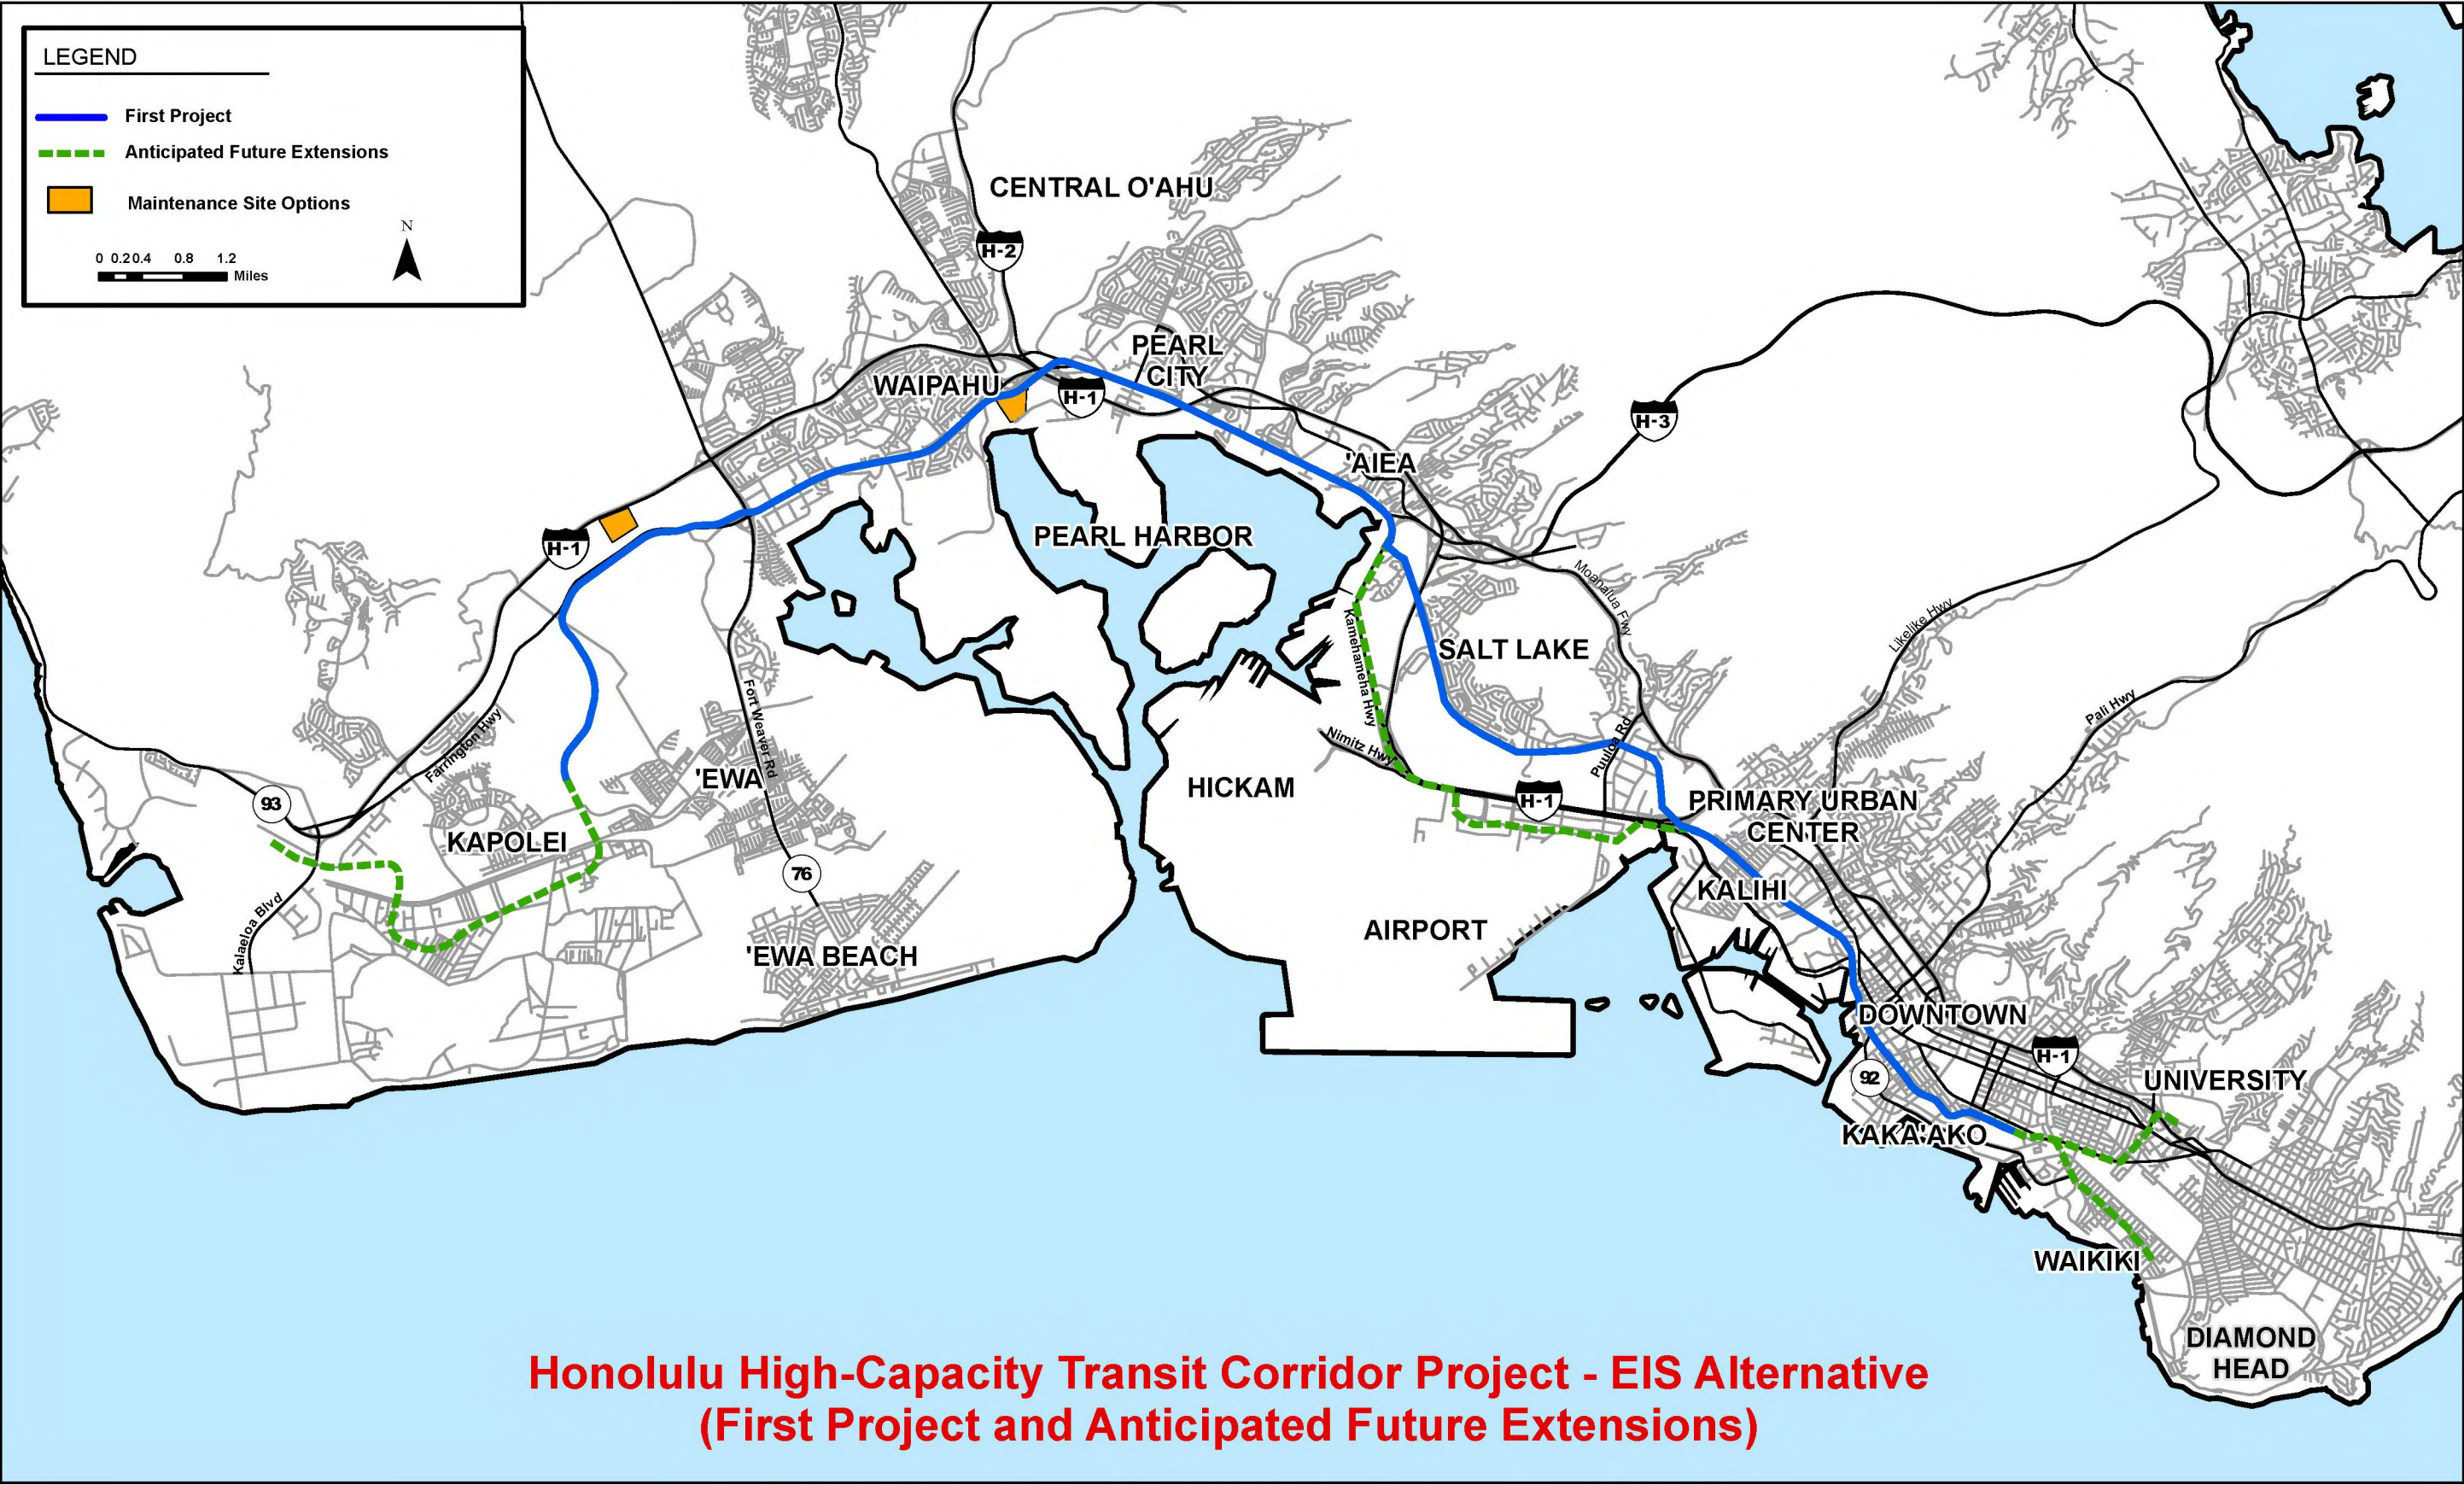 LEGEND
First Project
Anticipated Future Extensions
Maintenance Site Options
N
0 0.20.4 0.8 1.2
Miles
CENTRAL O'AHU
H-2
PEARL
CITY
WAIPAHU
H-1
H-3
'AIEA
PEARL HARBOR
H-1
Moanalua Fwy
Likelike Hwy
Kamehameha Hwy
SALT LAKE
Fort Weaver Rd
Farrington Hwy
Pali Hwy
Nimitz Hwy
Puuloa Rd
'EWA
HICKAM
H-1
93
PRIMARY URBAN
CENTER
KAPOLEI
76
KALIHI
Kalaeloa Blvd
AIRPORT
'EWA BEACH
DOWNTOWN
H-1
92
UNIVERSITY
KAKA'AKO
WAIKIKI
DIAMOND
HEAD
Honolulu High-Capacity Transit Corridor Project - EIS Alternative
(First Project and Anticipated Future Extensions)